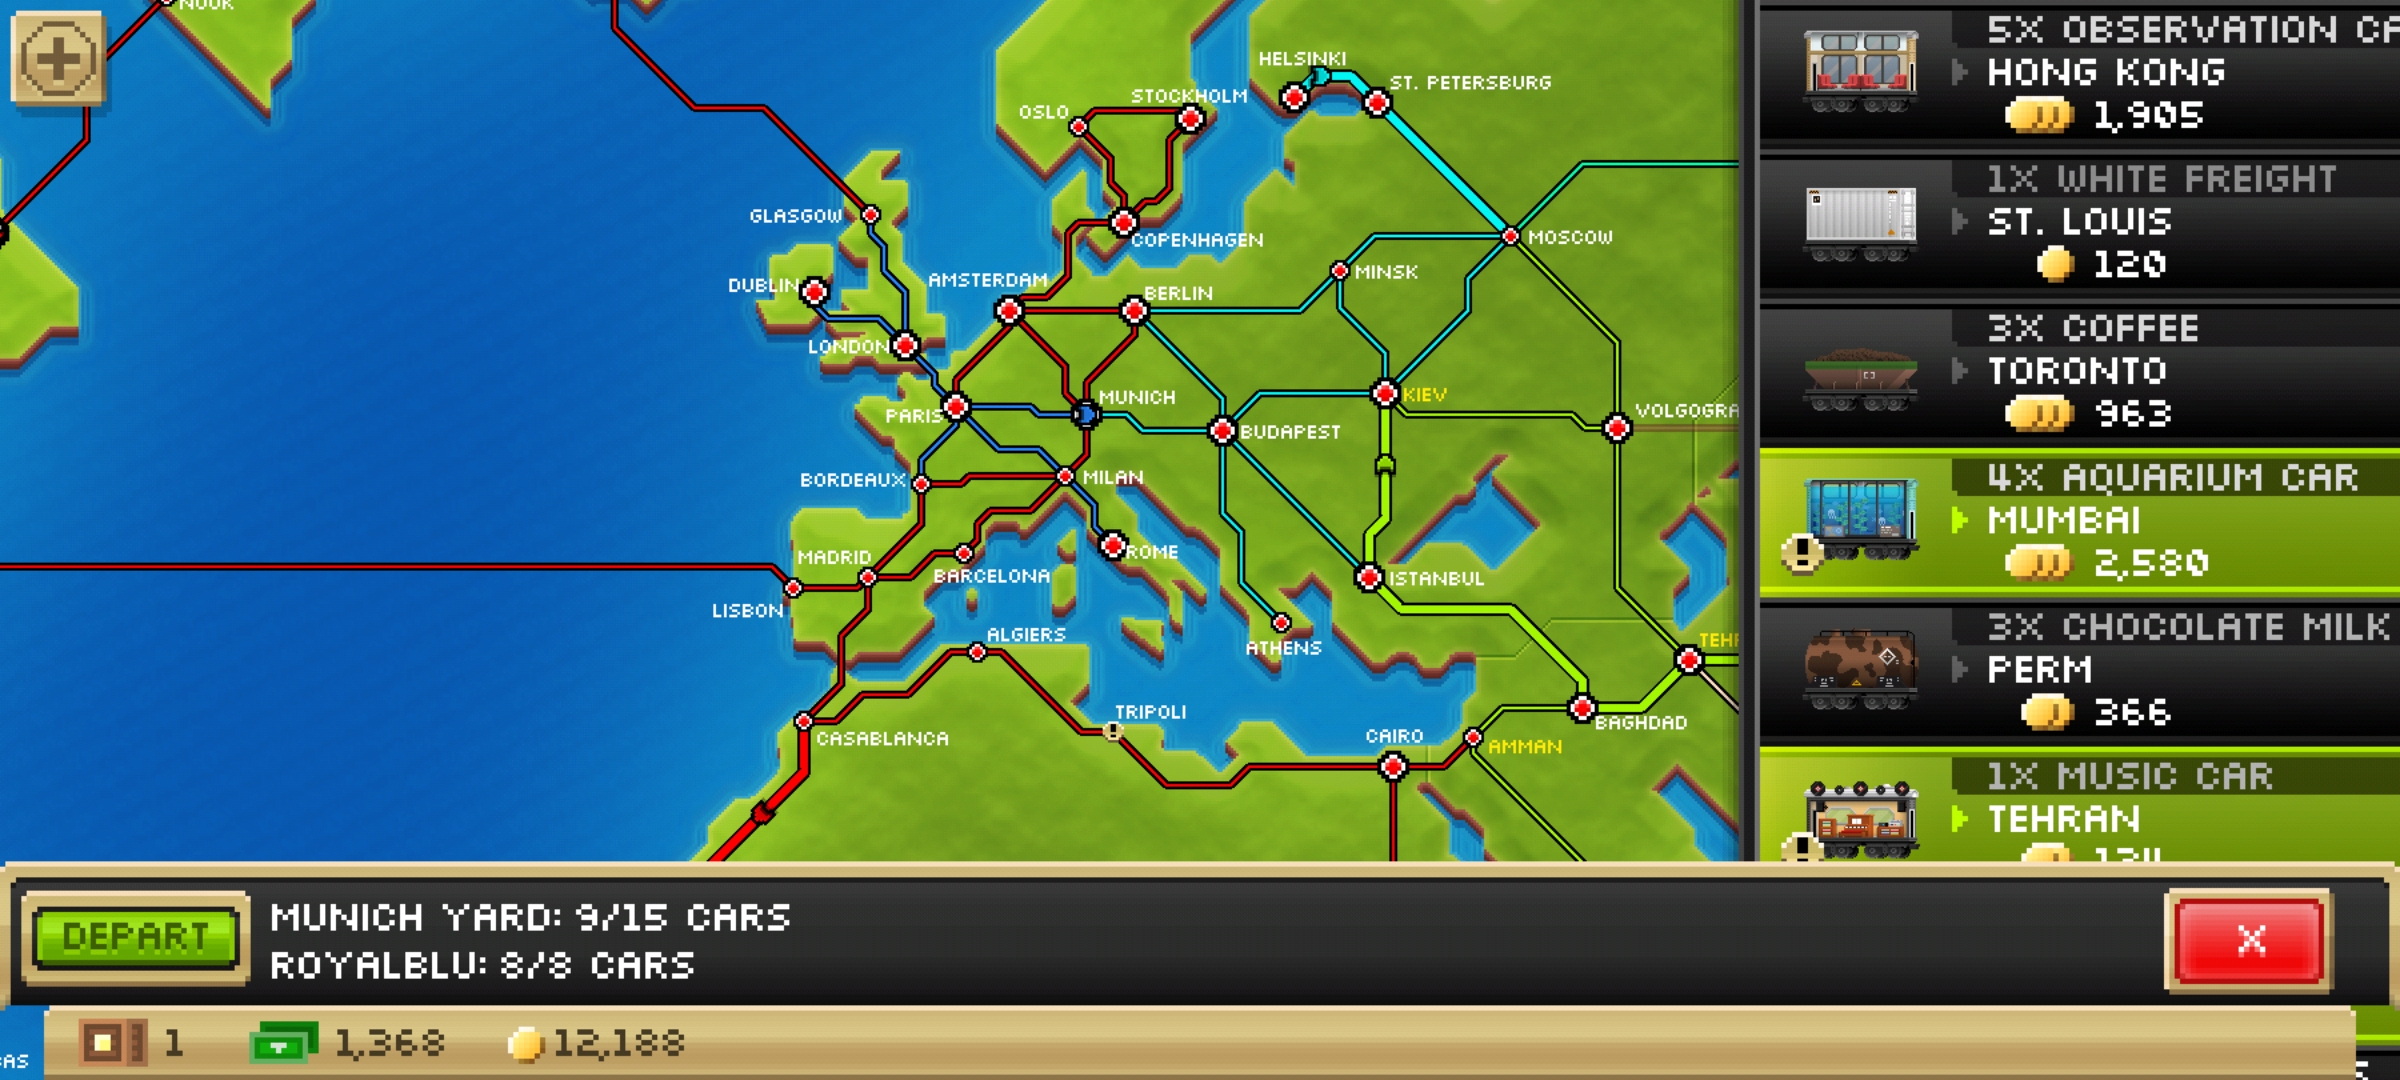 NUUK
HELSINKI
ST. PETERSBURG
STOCKHOLM
OSLO
GLASGOW
COPENHAGEN
MOSCOW
MINSK
DUBLIN
AMSTERDAM
BERLIN
LONDON
PARIS
MUNICH
KIEV
VOLGOGRA
BUDAPEST
BORDEAUX
MILAN
MADRID
BARCELONA
ROME
ISTANBUL
LISBON
ALGIERS
ATHENS
TEHR
TRIPOLI
CASABLANCA
CAIRO
AMMAN
BAGHDAD
5X OBSERVATION CA
HONG KONG
1,905
1X WHITE FREIGHT
ST. LOUIS
120
3X COFFEE
TORONTO
963
4X AQUARIUM CAR
MUMBAI
2,580
3X CHOCOLATE MILK
PERM
366
1X MUSIC CAR
TEHRAN
134
DEPART
MUNICH YARD: 9/15 CARS
ROYALBLU: 8/8 CARS
X
1
1,368
12,188